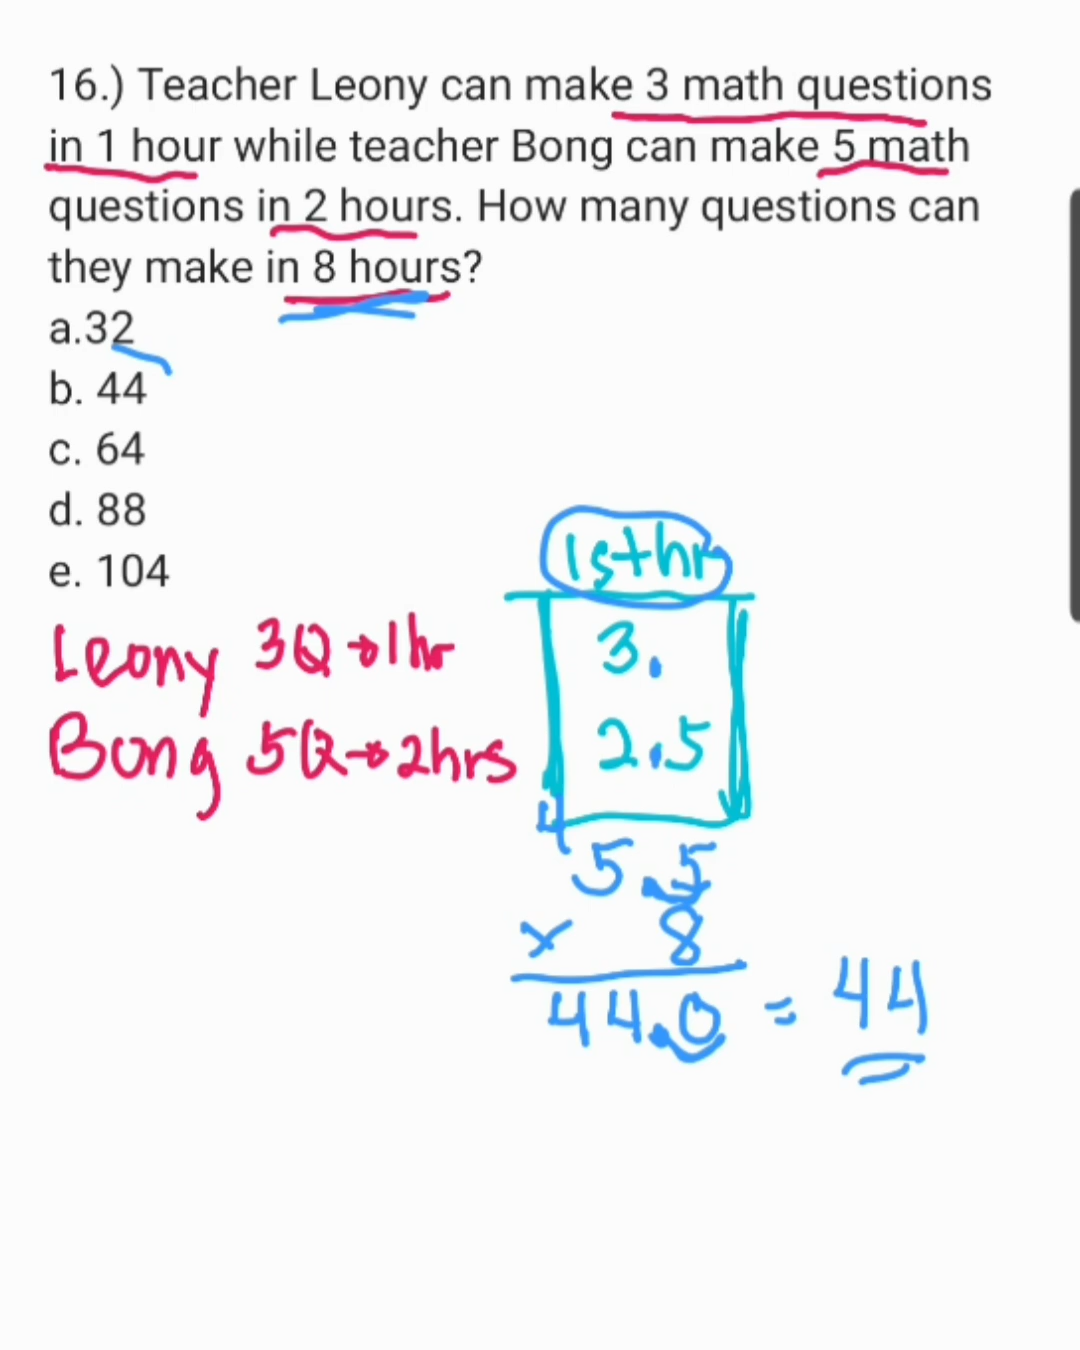 16.) Teacher Leony can make 3 math questions
in 1 hour while teacher Bong can make 5 math
questions in 2 hours. How many questions can
they make in 8 hours?
a.32
b. 44
c. 64
d. 88
e. 104
1st hr
Leony 3Q→1hr 3.
Bong 5Q→2hrs 2.5
5.5
x 8
44.0 = 44